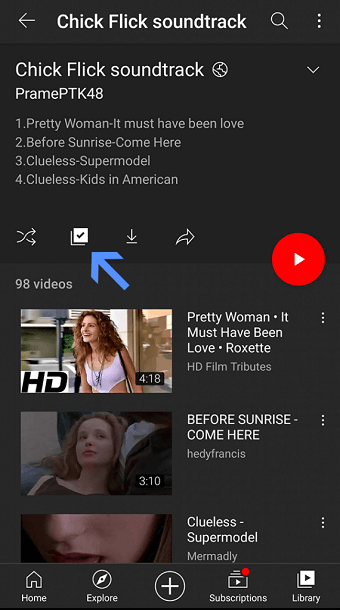 Chick Flick soundtrack
Chick Flick soundtrack
PramePTK48
1.Pretty Woman-It must have been love
2.Before Sunrise-Come Here
3.Clueless-Supermodel
4.Clueless-Kids in American
98 videos
HD
4:18
Pretty Woman • It
Must Have Been
Love • Roxette
HD Film Tributes
3:10
BEFORE SUNRISE -
COME HERE
hedyfrancis
Clueless -
Supermodel
Mermadly
Home
Explore
Subscriptions
Library